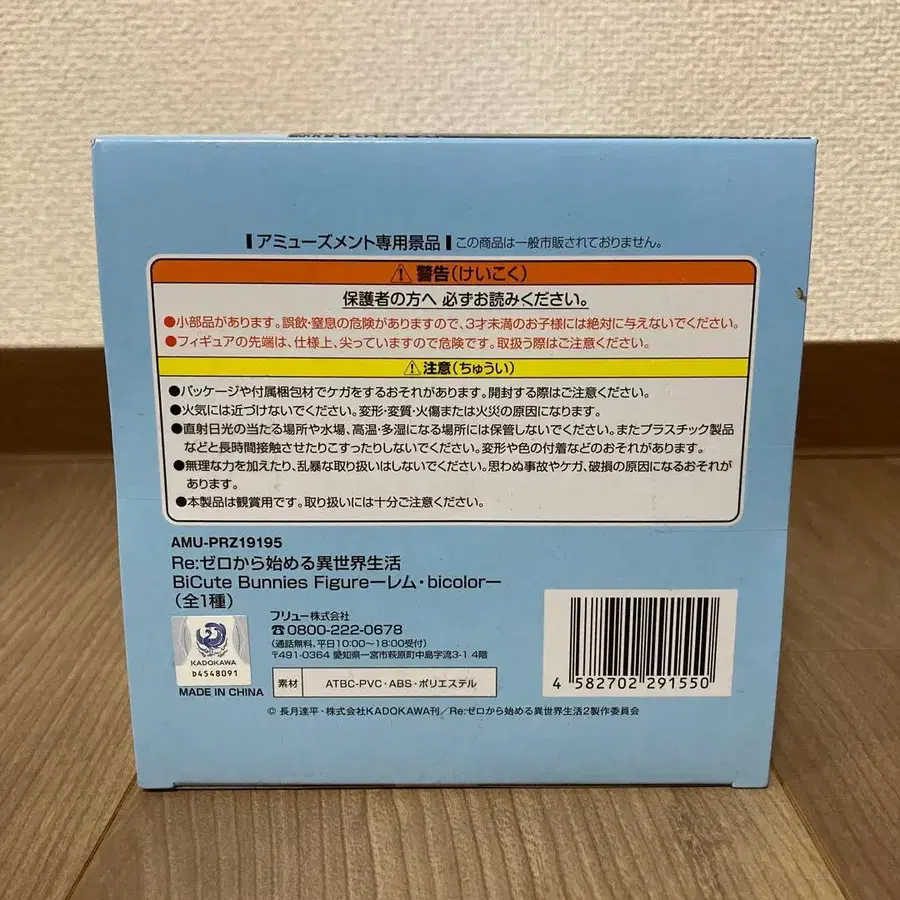 アミューズメント専用景品 この商品は一般市販されておりません。
警告(けいこく)
保護者の方へ 必ずお読みください。
●小部品があります。誤飲・窒息の危険がありますので、3才未満のお子様には絶対に与えないでください。
●フィギュアの先端は、仕様上、尖っていますので危険です。取扱う際はご注意ください。
注意(ちゅうい)
●パッケージや付属梱包材でケガをするおそれがあります。開封する際はご注意ください。
●火気には近づけないでください。変形・変質・火傷または火災の原因になります。
●直射日光の当たる場所や水場、高温・多湿になる場所には保管しないでください。またプラスチック製品
などと長時間接触させたりこすったりしないでください。変形や色の付着などのおそれがあります。
●無理な力を加えたり、乱暴な取り扱いはしないでください。思わぬ事故やケガ、破損の原因になるおそれが
あります。
●本製品は観賞用です。取り扱いには十分ご注意ください。
AMU-PRZ19195
Re:ゼロから始める異世界生活
BiCute Bunnies Figureーレム・bicolorー
(全1種)
フリュー株式会社
☎0800-222-0678
(通話無料、平日10:00〜18:00受付)
〒491-0364 愛知県一宮市萩原町中島字流3-1 4階
KADOKAWA
D4548091
MADE IN CHINA
素材 ATBC-PVC・ABS・ポリエステル
4 582702 291550
© 長月達平・株式会社KADOKAWA刊／Re:ゼロから始める異世界生活2製作委員会